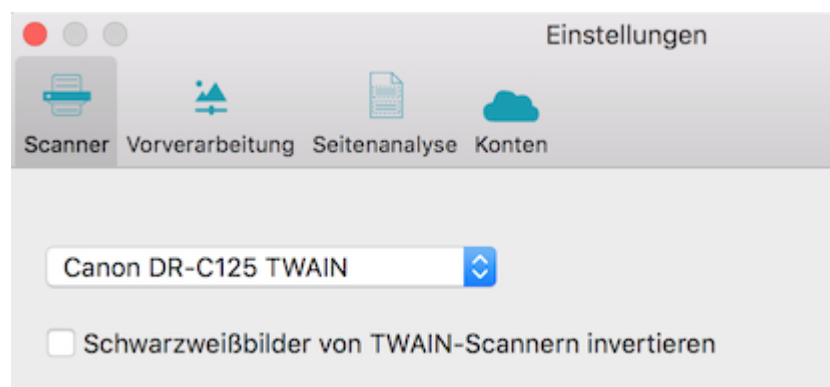 Einstellungen
Scanner Vorverarbeitung Seitenanalyse Konten
Canon DR-C125 TWAIN
Schwarzweißbilder von TWAIN-Scannern invertieren